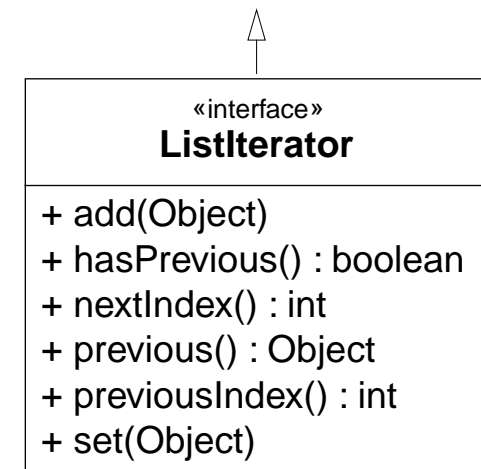 «interface»
ListIterator
+ add(Object)
+ hasPrevious() : boolean
+ nextIndex() : int
+ previous() : Object
+ previousIndex() : int
+ set(Object)